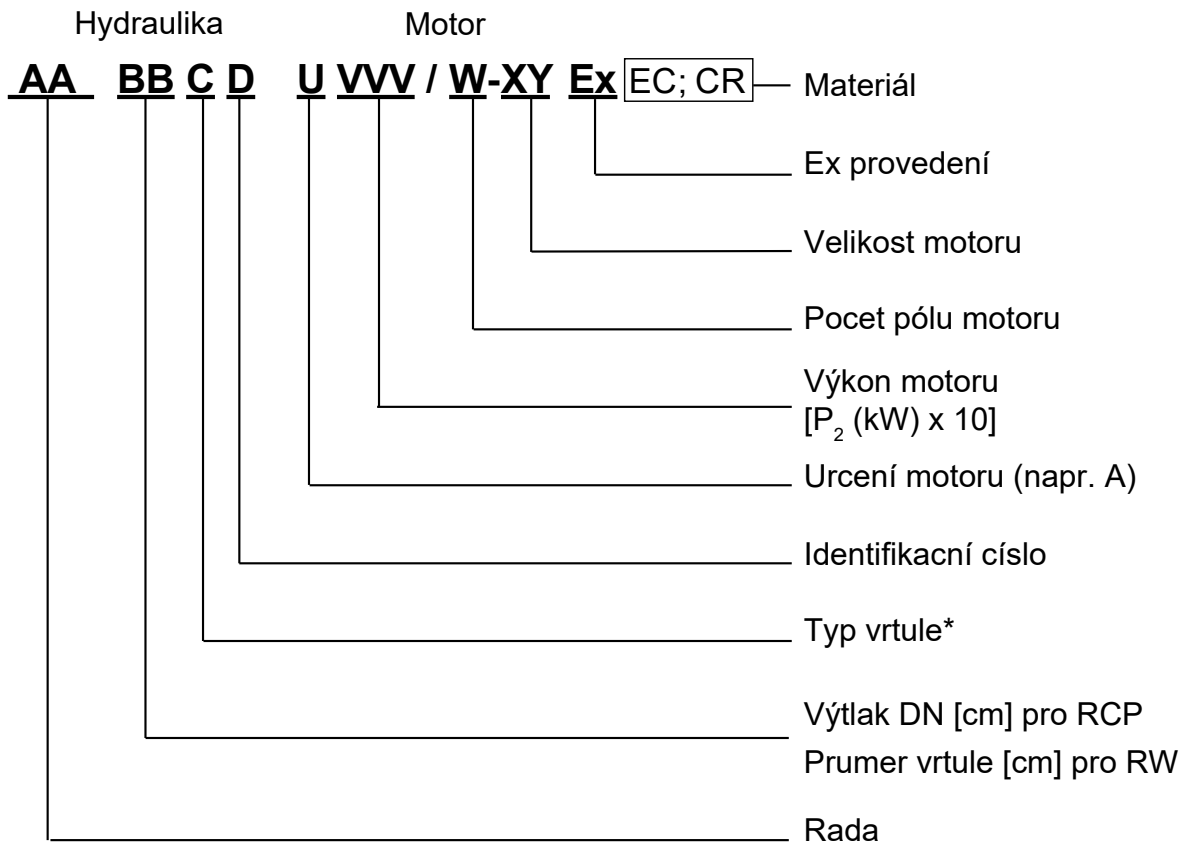 Hydraulika Motor
AA BB C D U VVV / W-XY Ex EC; CR Materiál
Ex provedení
Velikost motoru
Pocet pólu motoru
Výkon motoru
[P₂ (kW) x 10]
Urcení motoru (napr. A)
Identifikacní císlo
Typ vrtule*
Výtlak DN [cm] pro RCP
Prumer vrtule [cm] pro RW
Rada